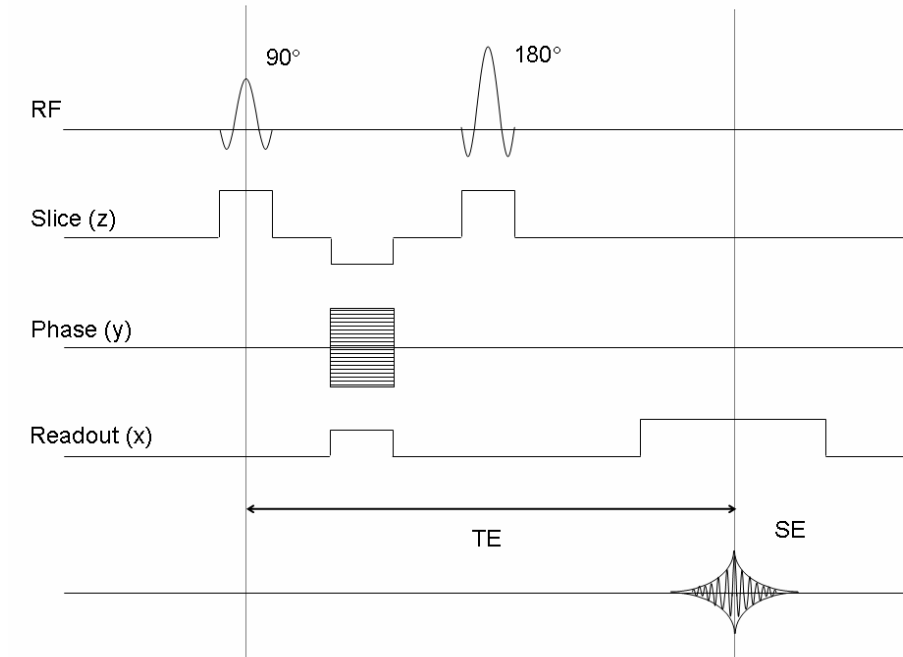 90°
180°
RF
Slice (z)
Phase (y)
Readout (x)
TE
SE